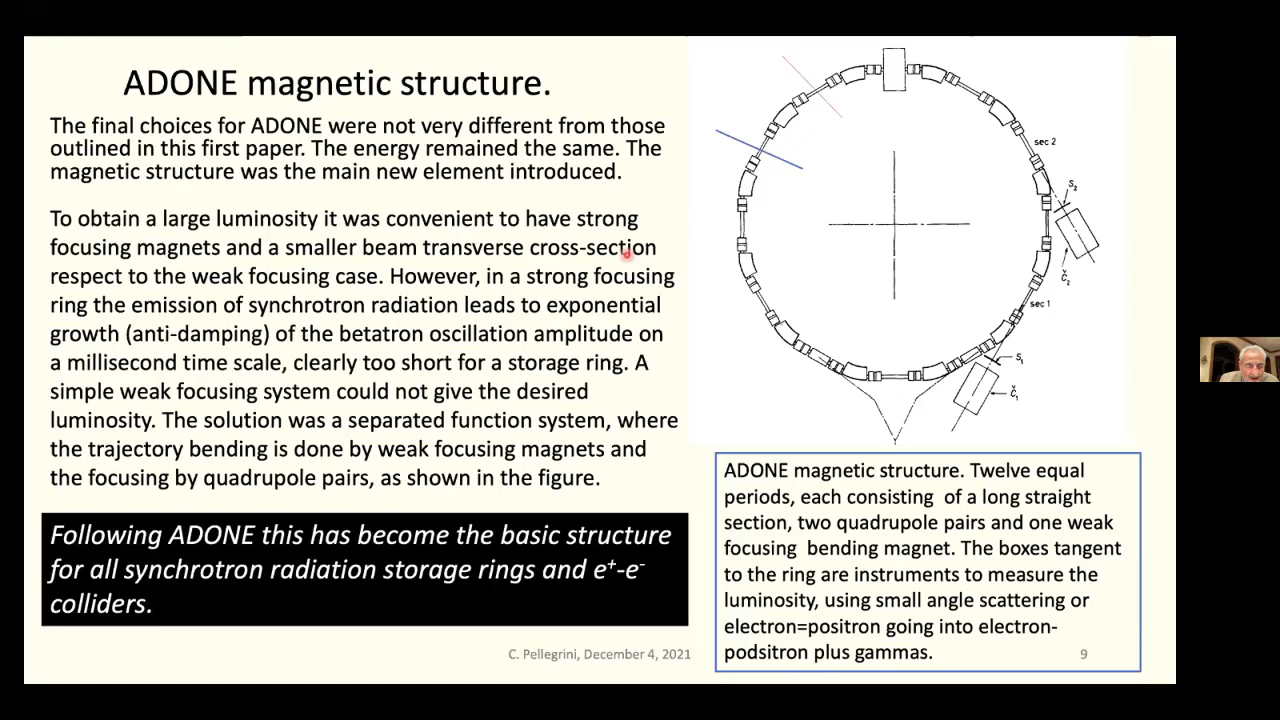 ADONE magnetic structure.
The final choices for ADONE were not very different from those
outlined in this first paper. The energy remained the same. The
magnetic structure was the main new element introduced.
To obtain a large luminosity it was convenient to have strong
focusing magnets and a smaller beam transverse cross-section
respect to the weak focusing case. However, in a strong focusing
ring the emission of synchrotron radiation leads to exponential
growth (anti-damping) of the betatron oscillation amplitude on
a millisecond time scale, clearly too short for a storage ring. A
simple weak focusing system could not give the desired
luminosity. The solution was a separated function system, where
the trajectory bending is done by weak focusing magnets and
the focusing by quadrupole pairs, as shown in the figure.
Following ADONE this has become the basic structure
for all synchrotron radiation storage rings and e⁺-e⁻
colliders.
sec 2
S₂
Č₂
sec 1
S₁
Č₁
ADONE magnetic structure. Twelve equal
periods, each consisting of a long straight
section, two quadrupole pairs and one weak
focusing bending magnet. The boxes tangent
to the ring are instruments to measure the
luminosity, using small angle scattering or
electron=positron going into electron-
podsitron plus gammas.
C. Pellegrini, December 4, 2021
9